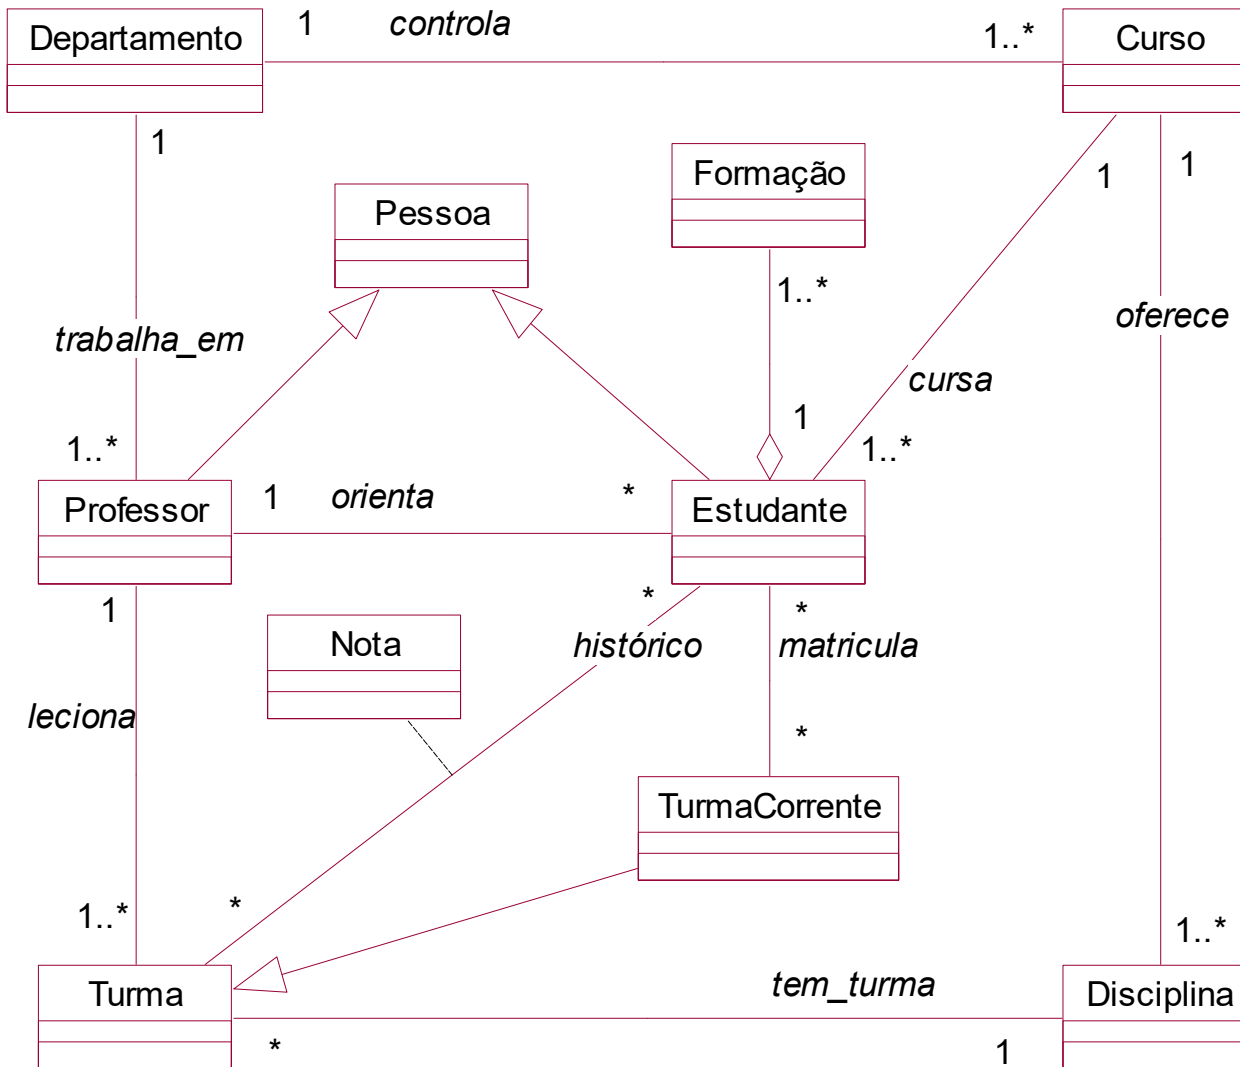 Departamento
1 controla 1..*
Curso
1
1
1
Formação
Pessoa
1..*
oferece
trabalha_em
cursa
1..*
1
1..*
Professor
1 orienta *
Estudante
1
*
*
Nota
histórico
matricula
leciona
*
TurmaCorrente
1..*
*
1..*
Turma
tem_turma
Disciplina
*
1